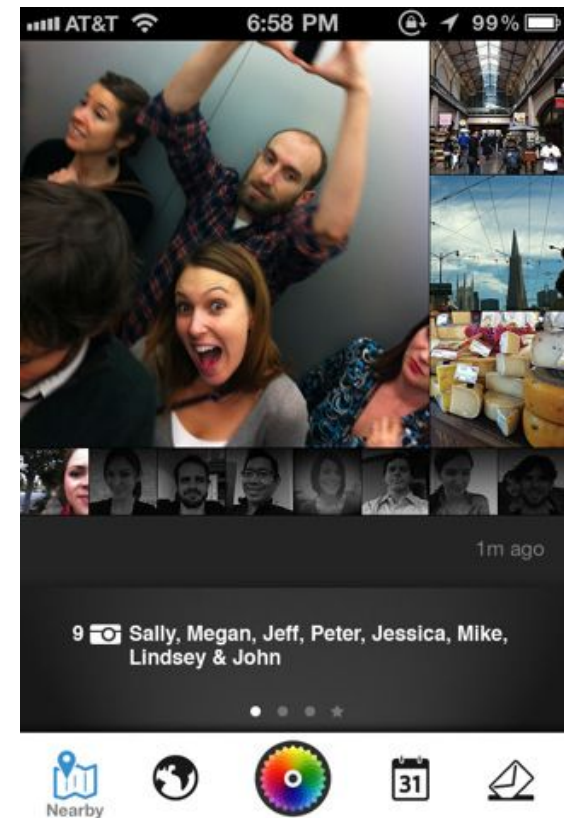 AT&T 6:58 PM 99%
1m ago
9 Sally, Megan, Jeff, Peter, Jessica, Mike,
Lindsey & John
31
Nearby